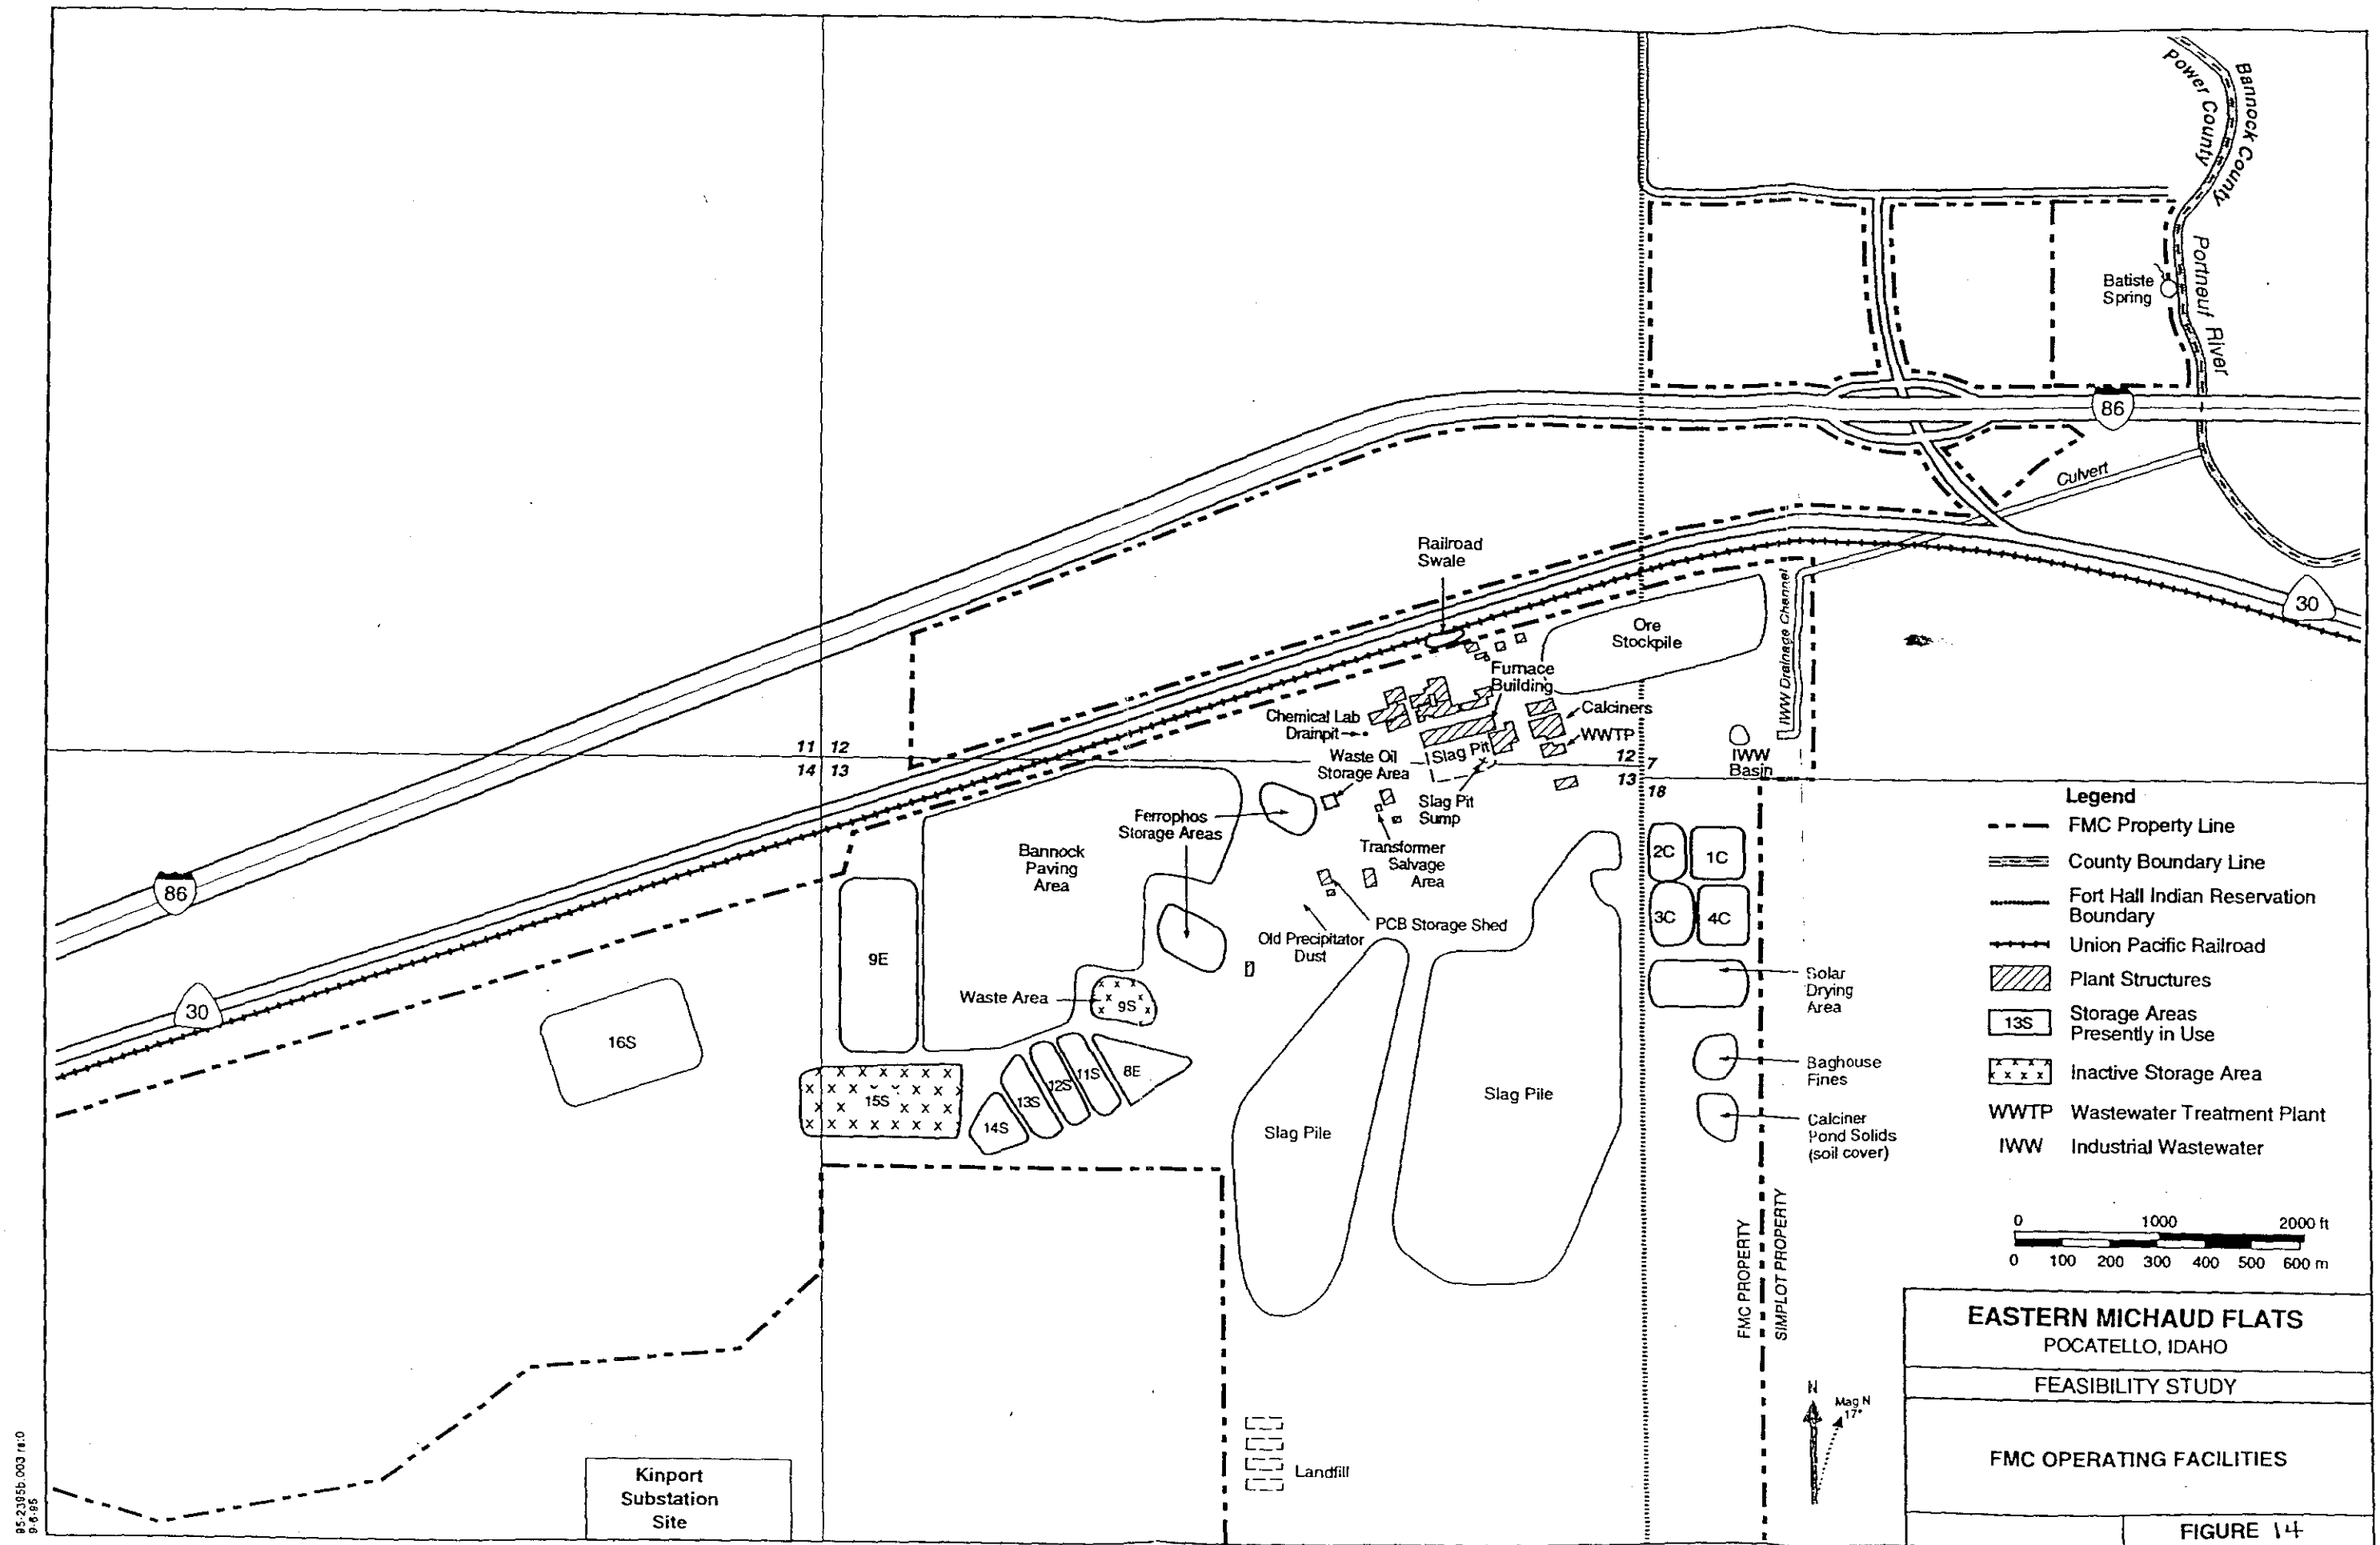 Power County
Bannock County
Portneuf River
Batiste
Spring
86
Culvert
30
Railroad
Swale
Ore
Stockpile
IWW Drainage Channel
Furnace
Building
Calciners
WWTP
Chemical Lab
Drainpit
Slag Pit
Waste Oil
Storage Area
IWW
Basin
11 12
14 13
12 7
13 18
Slag Pit
Sump
Ferrophos
Storage Areas
Transformer
Salvage
Area
Bannock
Paving
Area
2C
1C
3C
4C
86
PCB Storage Shed
Old Precipitator
Dust
9E
Waste Area
9S
Solar
Drying
Area
30
16S
Baghouse
Fines
15S
14S
13S
12S
11S
8E
Slag Pile
Slag Pile
Calciner
Pond Solids
(soil cover)
FMC PROPERTY
SIMPLOT PROPERTY
Landfill
Kinport
Substation
Site
N
Mag N
17°
Legend
FMC Property Line
County Boundary Line
Fort Hall Indian Reservation
Boundary
Union Pacific Railroad
Plant Structures
13S Storage Areas
Presently in Use
Inactive Storage Area
WWTP Wastewater Treatment Plant
IWW Industrial Wastewater
0 1000 2000 ft
0 100 200 300 400 500 600 m
EASTERN MICHAUD FLATS
POCATELLO, IDAHO
FEASIBILITY STUDY
FMC OPERATING FACILITIES
FIGURE 14
9-6-95